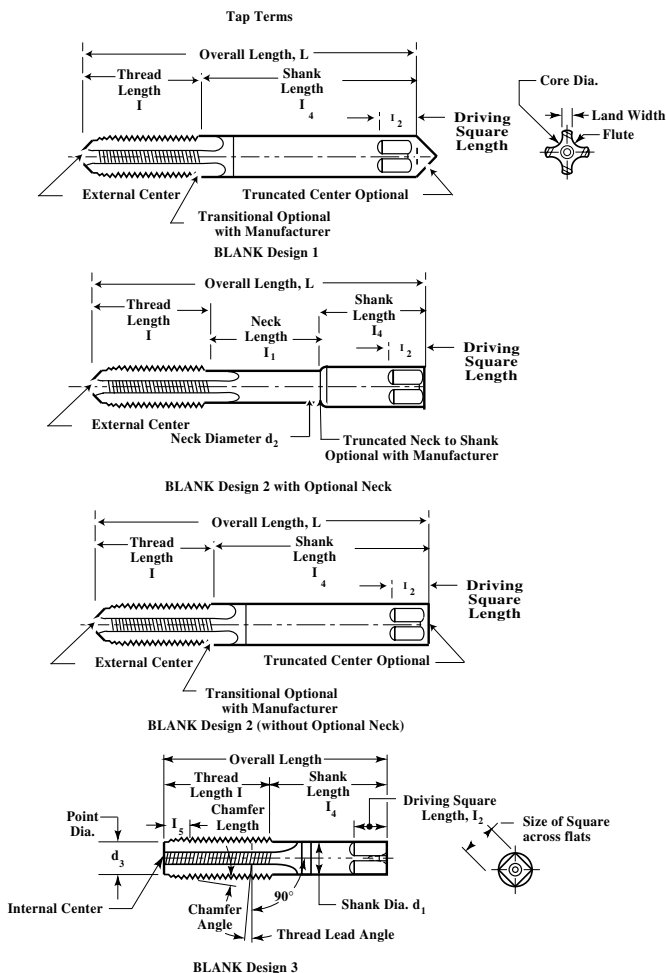 Tap Terms
Overall Length, L
Thread
Length
I
Shank
Length
I4
I2
Driving
Square
Length
Core Dia.
Land Width
Flute
External Center
Truncated Center Optional
Transitional Optional
with Manufacturer
BLANK Design 1
Overall Length, L
Thread
Length
I
Neck
Length
I1
Shank
Length
I4
I2
Driving
Square
Length
External Center
Neck Diameter d2
Truncated Neck to Shank
Optional with Manufacturer
BLANK Design 2 with Optional Neck
Overall Length, L
Thread
Length
I
Shank
Length
I4
I2
Driving
Square
Length
External Center
Truncated Center Optional
Transitional Optional
with Manufacturer
BLANK Design 2 (without Optional Neck)
Overall Length
Thread
Length I
Shank
Length
I4
Point
Dia.
I5
Chamfer
Length
Driving Square
Length, I2
Size of Square
across flats
d3
Internal Center
Chamfer
Angle
90°
Shank Dia. d1
Thread Lead Angle
BLANK Design 3